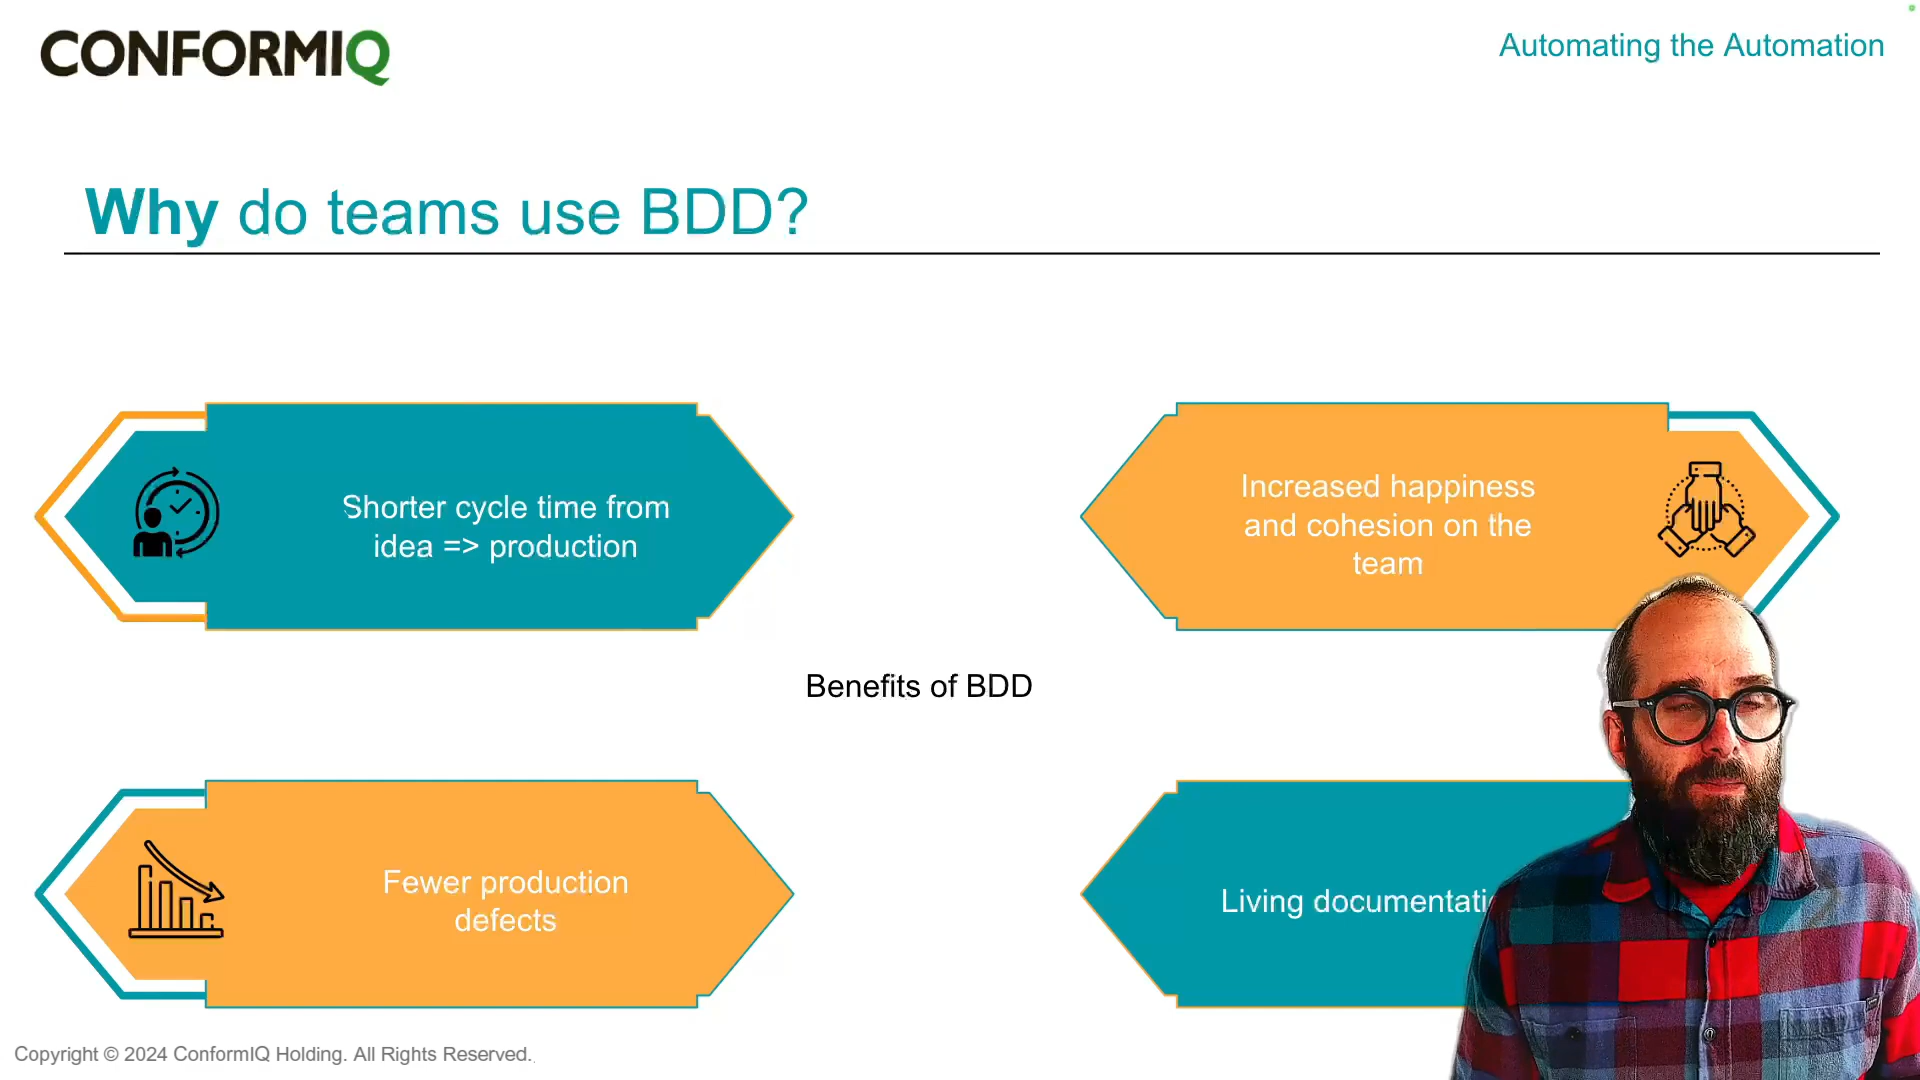 CONFORMIQ
Automating the Automation
Why do teams use BDD?
Shorter cycle time from
idea => production
Increased happiness
and cohesion on the
team
Benefits of BDD
Fewer production
defects
Living
Copyright © 2024 ConformIQ Holding. All Rights Reserved.